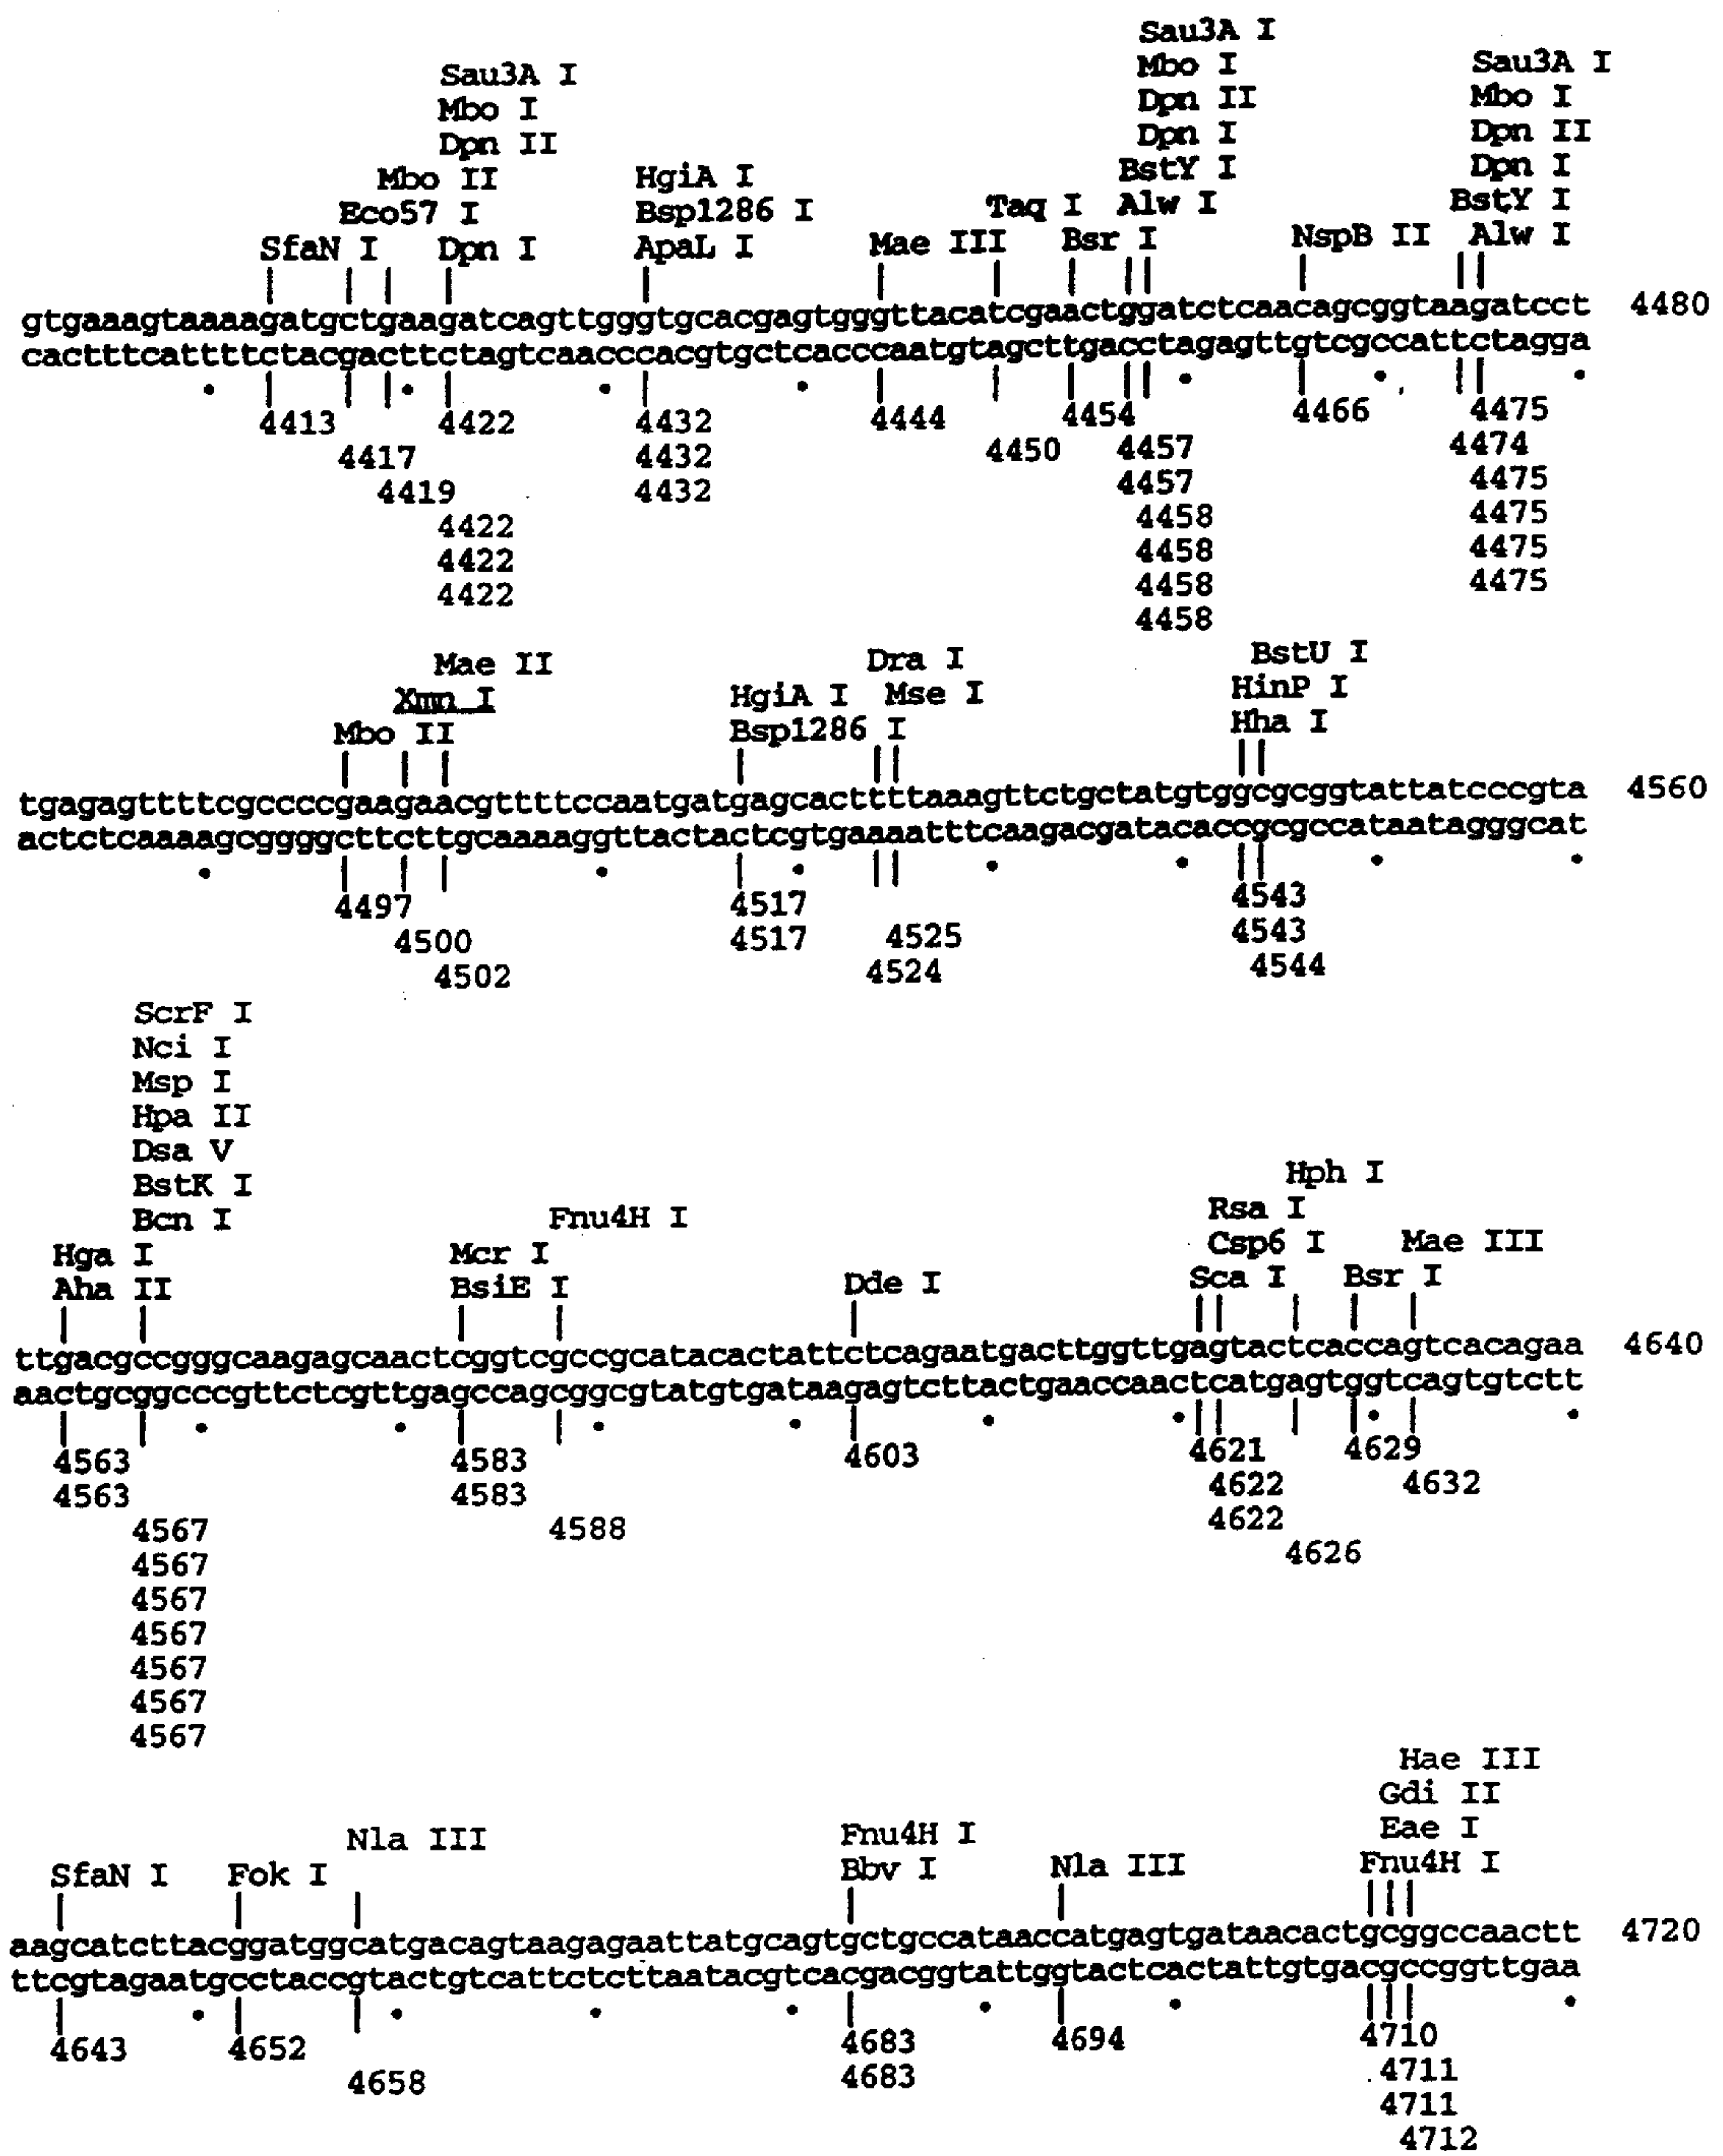 Sau3A I
Mbo I Sau3A I
Sau3A I Dpn II Mbo I
Mbo I Dpn I Dpn II
Dpn II BstY I Dpn I
Mbo II HgiA I BstY I
Eco57 I Bsp1286 I Taq I Alw I
SfaN I Dpn I ApaL I Mae III Bsr I NspB II Alw I
gtgaaagtaaaagatgctgaagatcagttgggtgcacgagtgggttacatcgaactggatctcaacagcggtaagatcct 4480
cactttcattttctacgacttctagtcaacccacgtgctcacccaatgtagcttgacctagagttgtcgccattctagga
4413 4422 4432 4444 4454 4466 4475
4417 4432 4450 4457 4474
4419 4432 4457 4475
4422 4458 4475
4422 4458 4475
4422 4458 4475
4458
Mae II Dra I BstU I
Xmn I HgiA I Mse I HinP I
Mbo II Bsp1286 I Hha I
tgagagttttcgccccgaagaacgttttccaatgatgagcacttttaaagttctgctatgtggcgcggtattatcccgta 4560
actctcaaaagcggggcttcttgcaaaaggttactactcgtgaaaatttcaagacgatacaccgcgccataatagggcat
4497 4517 4543
4500 4517 4525 4543
4502 4524 4544
ScrF I
Nci I
Msp I
Hpa II
Dsa V
BstK I Hph I
Bcn I Fnu4H I Rsa I
Hga I Mcr I Csp6 I Mae III
Aha II BsiE I Dde I Sca I Bsr I
ttgacgccgggcaagagcaactcggtcgccgcatacactattctcagaatgacttggttgagtactcaccagtcacagaa 4640
aactgcggcccgttctcgttgagccagcggcgtatgtgataagagtcttactgaaccaactcatgagtggtcagtgtctt
4563 4583 4603 4621 4629
4563 4583 4622 4632
4567 4588 4622
4567 4626
4567
4567
4567
4567
4567
Hae III
Gdi II
Nla III Fnu4H I Eae I
SfaN I Fok I Bbv I Nla III Fnu4H I
aagcatcttacggatggcatgacagtaagagaattatgcagtgctgccataaccatgagtgataacactgcggccaactt 4720
ttcgtagaatgcctaccgtactgtcattctcttaatacgtcacgacggtattggtactcactattgtgacgccggttgaa
4643 4652 4683 4694 4710
4658 4683 4711
4711
4712